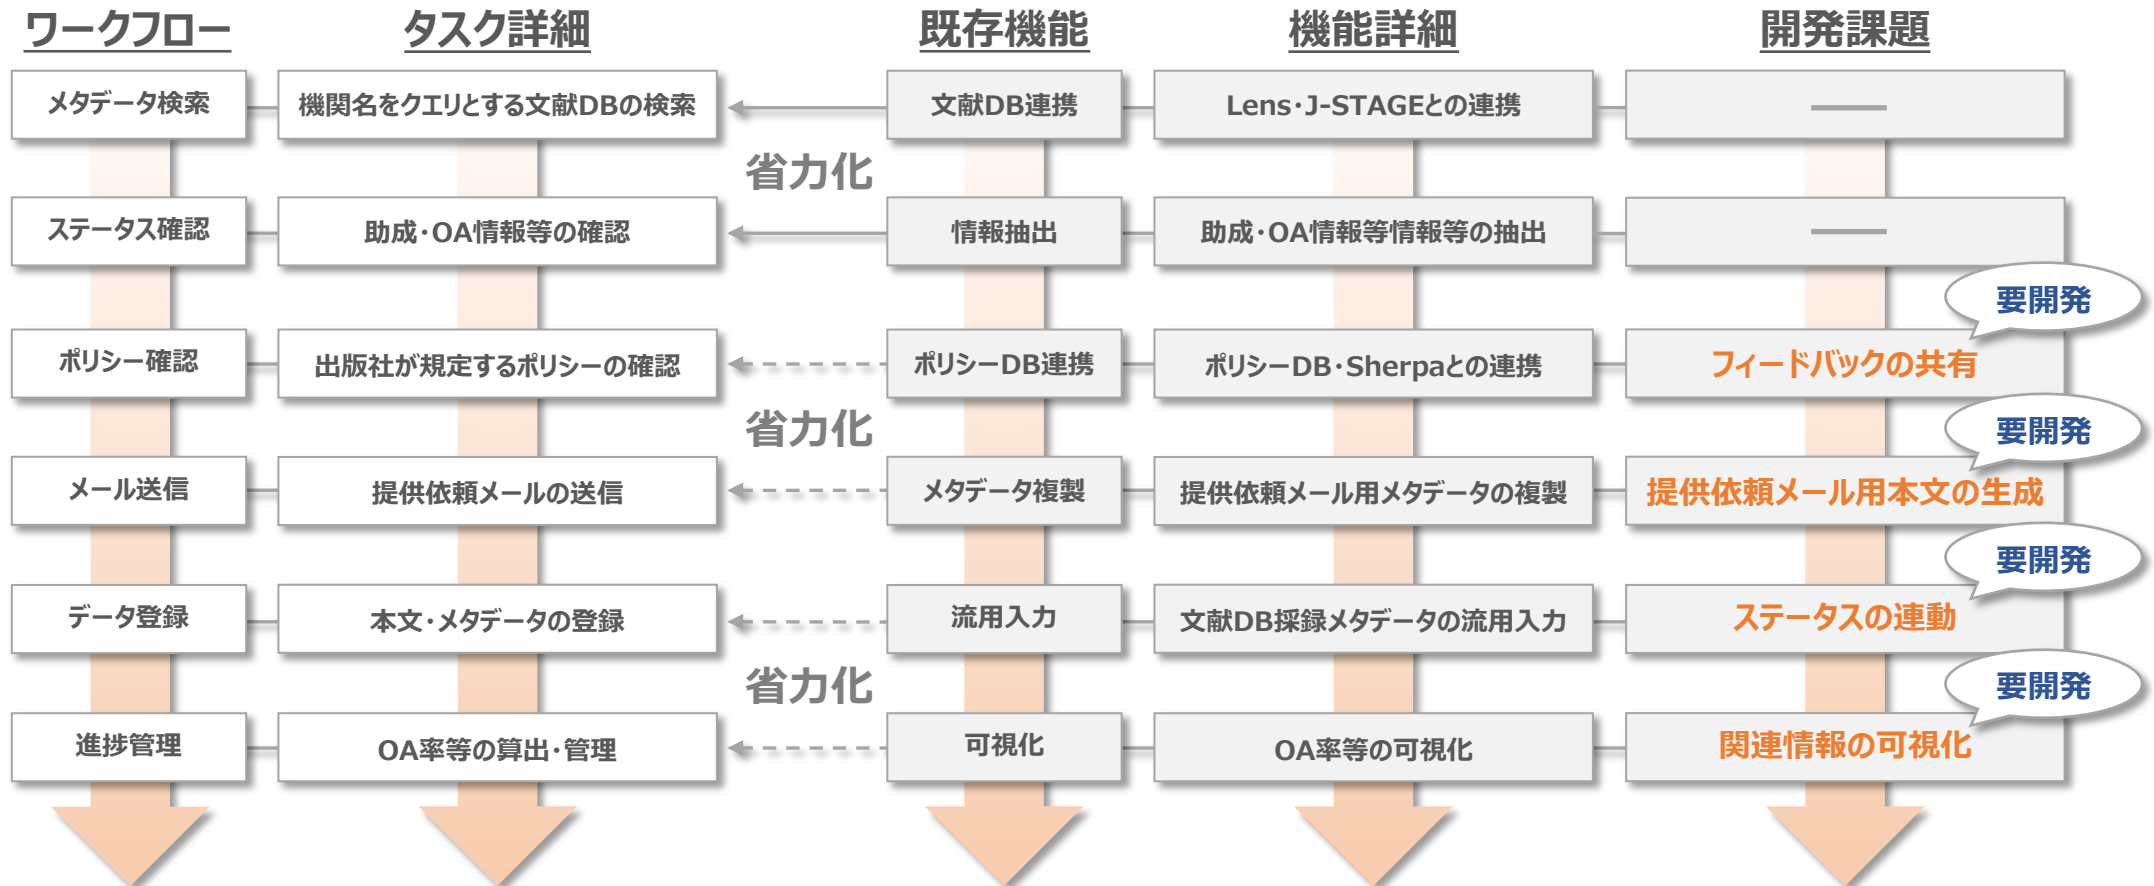 ワークフロー
タスク詳細
既存機能
機能詳細
開発課題
メタデータ検索
機関名をクエリとする文献DBの検索
文献DB連携
Lens・J-STAGEとの連携
——
省力化
ステータス確認
助成・OA情報等の確認
情報抽出
助成・OA情報等情報等の抽出
——
要開発
ポリシー確認
出版社が規定するポリシーの確認
ポリシーDB連携
ポリシーDB・Sherpaとの連携
フィードバックの共有
省力化
要開発
メール送信
提供依頼メールの送信
メタデータ複製
提供依頼メール用メタデータの複製
提供依頼メール用本文の生成
要開発
データ登録
本文・メタデータの登録
流用入力
文献DB採録メタデータの流用入力
ステータスの連動
省力化
要開発
進捗管理
OA率等の算出・管理
可視化
OA率等の可視化
関連情報の可視化